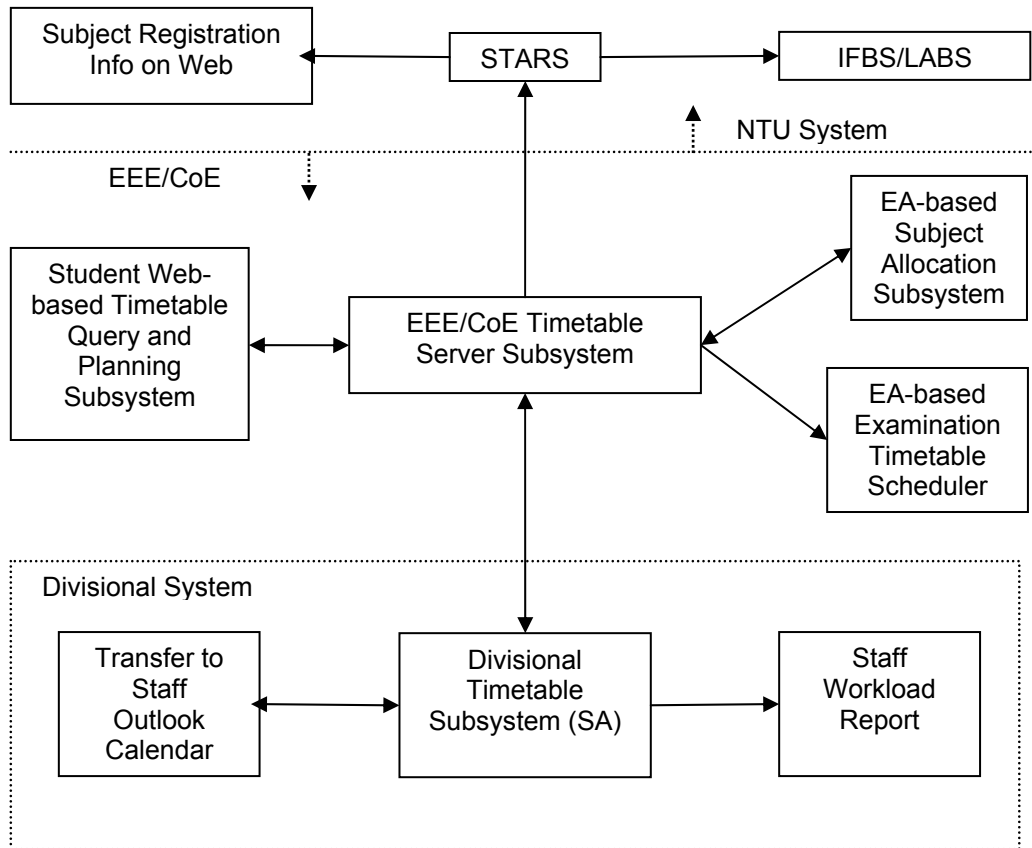 Subject Registration
Info on Web
STARS
IFBS/LABS
NTU System
EEE/CoE
Student Web-
based Timetable
Query and
Planning
Subsystem
EEE/CoE Timetable
Server Subsystem
EA-based
Subject
Allocation
Subsystem
EA-based
Examination
Timetable
Scheduler
Divisional System
Transfer to
Staff
Outlook
Calendar
Divisional
Timetable
Subsystem (SA)
Staff
Workload
Report